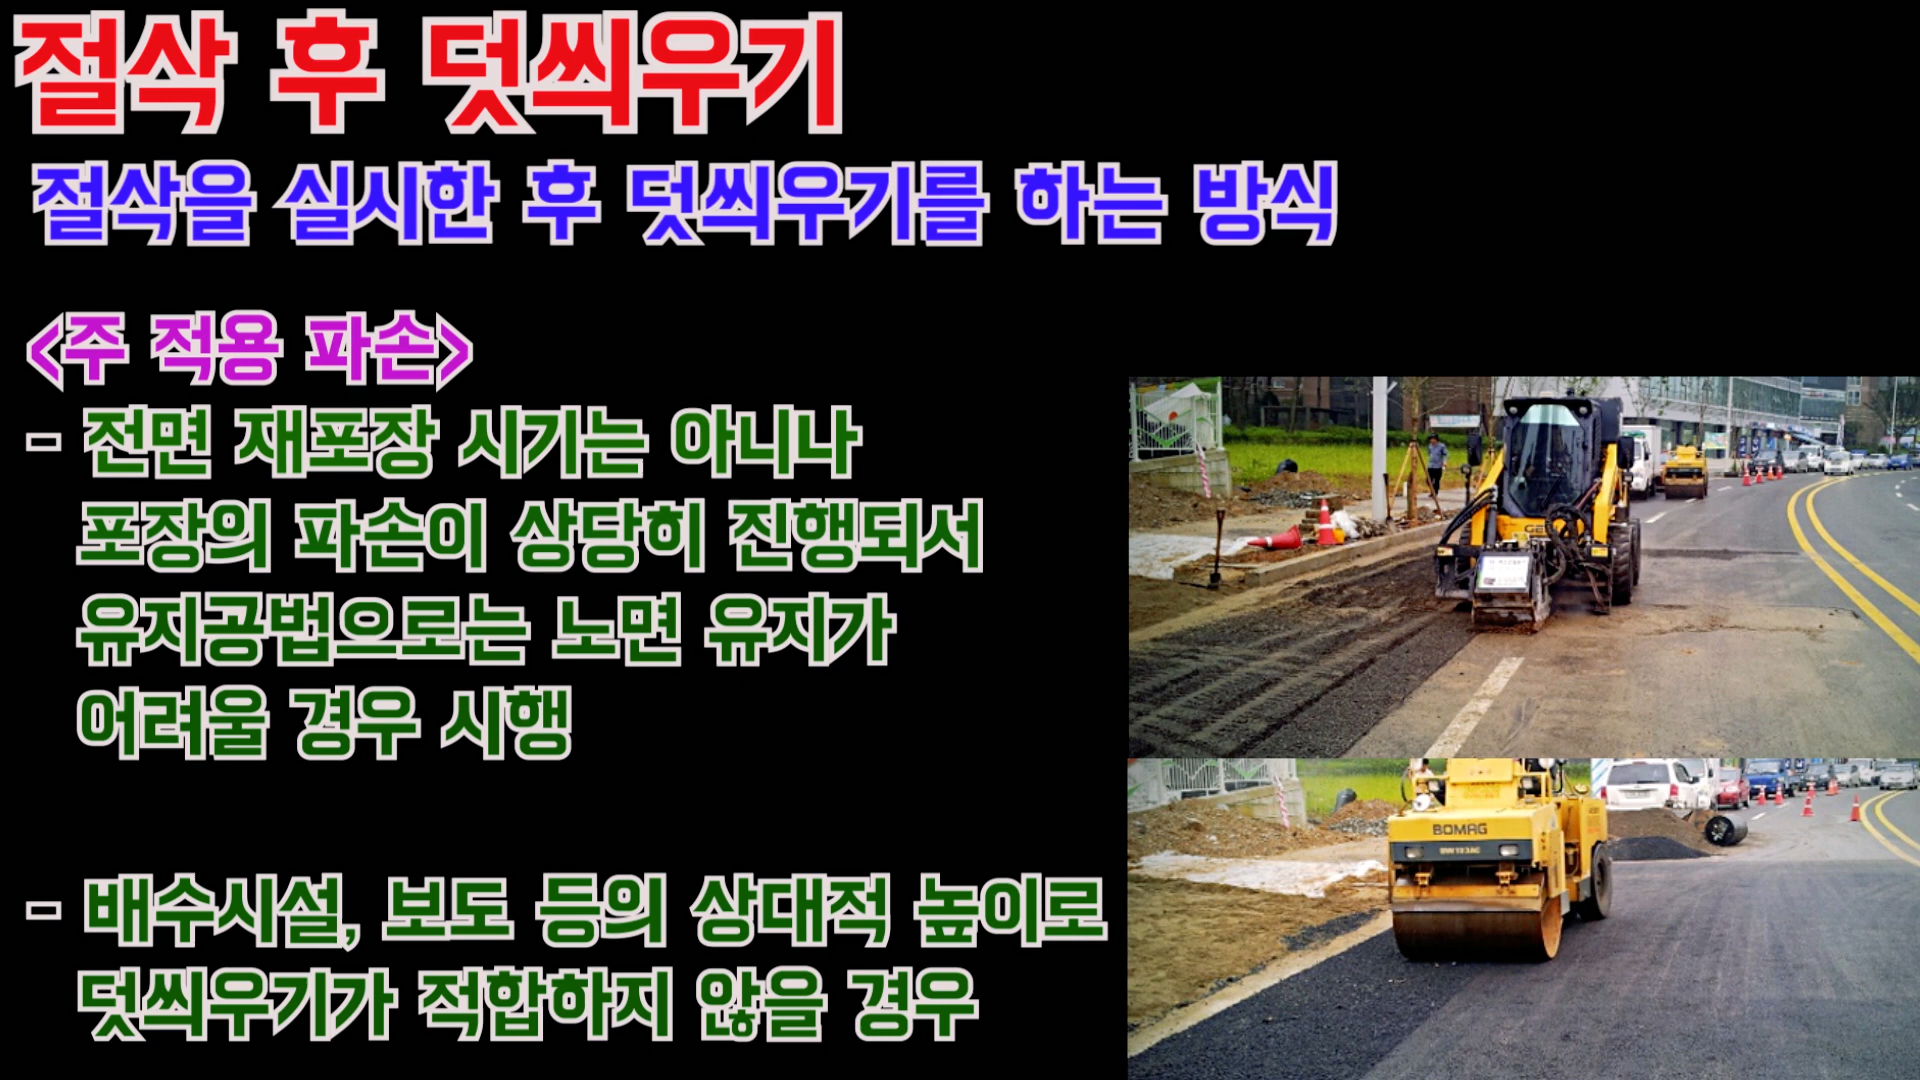 절삭 후 덧씌우기
절삭을 실시한 후 덧씌우기를 하는 방식
<주 적용 파손>
- 전면 재포장 시기는 아니나
포장의 파손이 상당히 진행되서
유지공법으로는 노면 유지가
어려울 경우 시행
- 배수시설, 보도 등의 상대적 높이로
덧씌우기가 적합하지 않을 경우
BOMAG